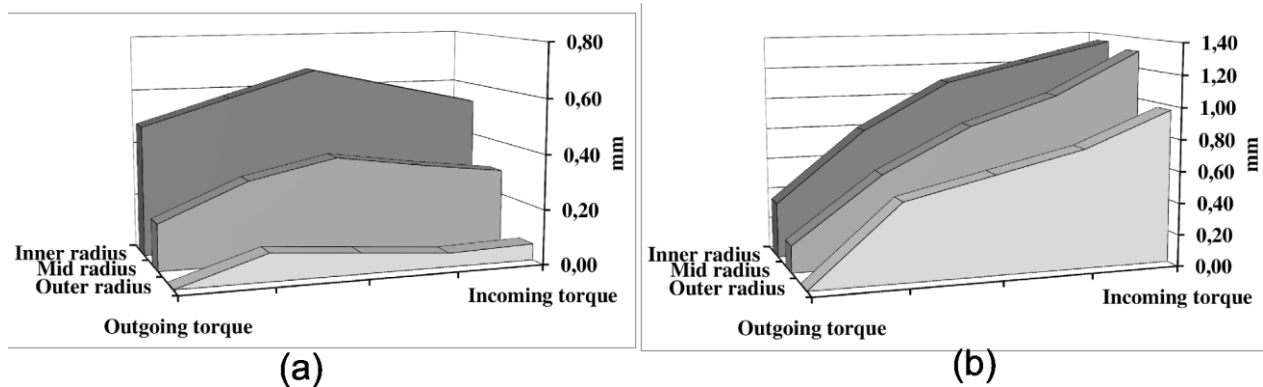 0,80
0,60
0,40
0,20
0,00
mm
Inner radius
Mid radius
Outer radius
Incoming torque
Outgoing torque
(a)
1,40
1,20
1,00
0,80
0,60
0,40
0,20
0,00
mm
Inner radius
Mid radius
Outer radius
Incoming torque
Outgoing torque
(b)